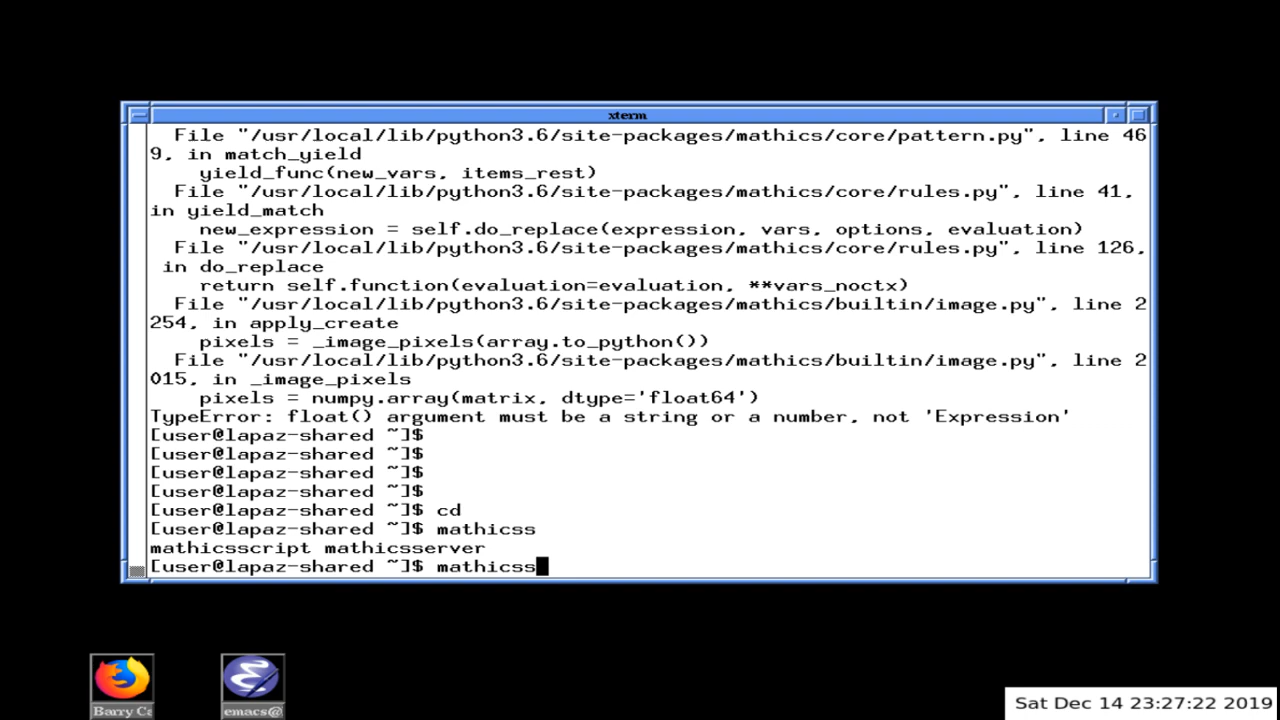 xterm
File "/usr/local/lib/python3.6/site-packages/mathics/core/pattern.py", line 46
9, in match_yield
yield_func(new_vars, items_rest)
File "/usr/local/lib/python3.6/site-packages/mathics/core/rules.py", line 41,
in yield_match
new_expression = self.do_replace(expression, vars, options, evaluation)
File "/usr/local/lib/python3.6/site-packages/mathics/core/rules.py", line 126,
in do_replace
return self.function(evaluation=evaluation, **vars_noctx)
File "/usr/local/lib/python3.6/site-packages/mathics/builtin/image.py", line 2
254, in apply_create
pixels = _image_pixels(array.to_python())
File "/usr/local/lib/python3.6/site-packages/mathics/builtin/image.py", line 2
015, in _image_pixels
pixels = numpy.array(matrix, dtype='float64')
TypeError: float() argument must be a string or a number, not 'Expression'
[user@lapaz-shared ~]$
[user@lapaz-shared ~]$
[user@lapaz-shared ~]$
[user@lapaz-shared ~]$
[user@lapaz-shared ~]$ cd
[user@lapaz-shared ~]$ mathicss
mathicsscript mathicsserver
[user@lapaz-shared ~]$ mathicss
Barry Ca
emacs@
Sat Dec 14 23:27:22 2019